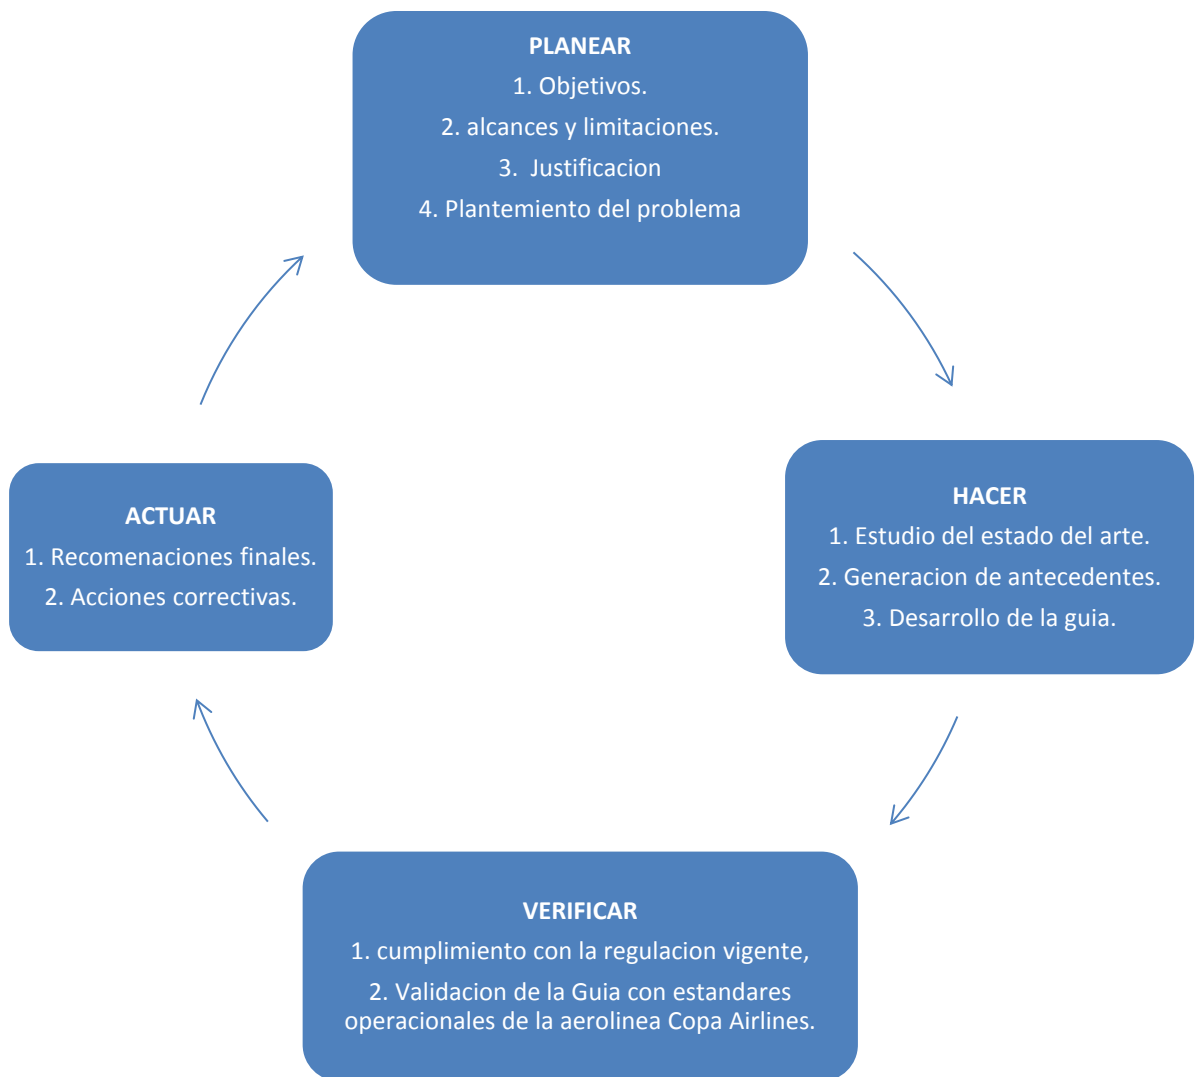 PLANEAR
1. Objetivos.
2. alcances y limitaciones.
3. Justificacion
4. Plantemiento del problema
HACER
1. Estudio del estado del arte.
2. Generacion de antecedentes.
3. Desarrollo de la guia.
VERIFICAR
1. cumplimiento con la regulacion vigente,
2. Validacion de la Guia con estandares
operacionales de la aerolinea Copa Airlines.
ACTUAR
1. Recomenaciones finales.
2. Acciones correctivas.